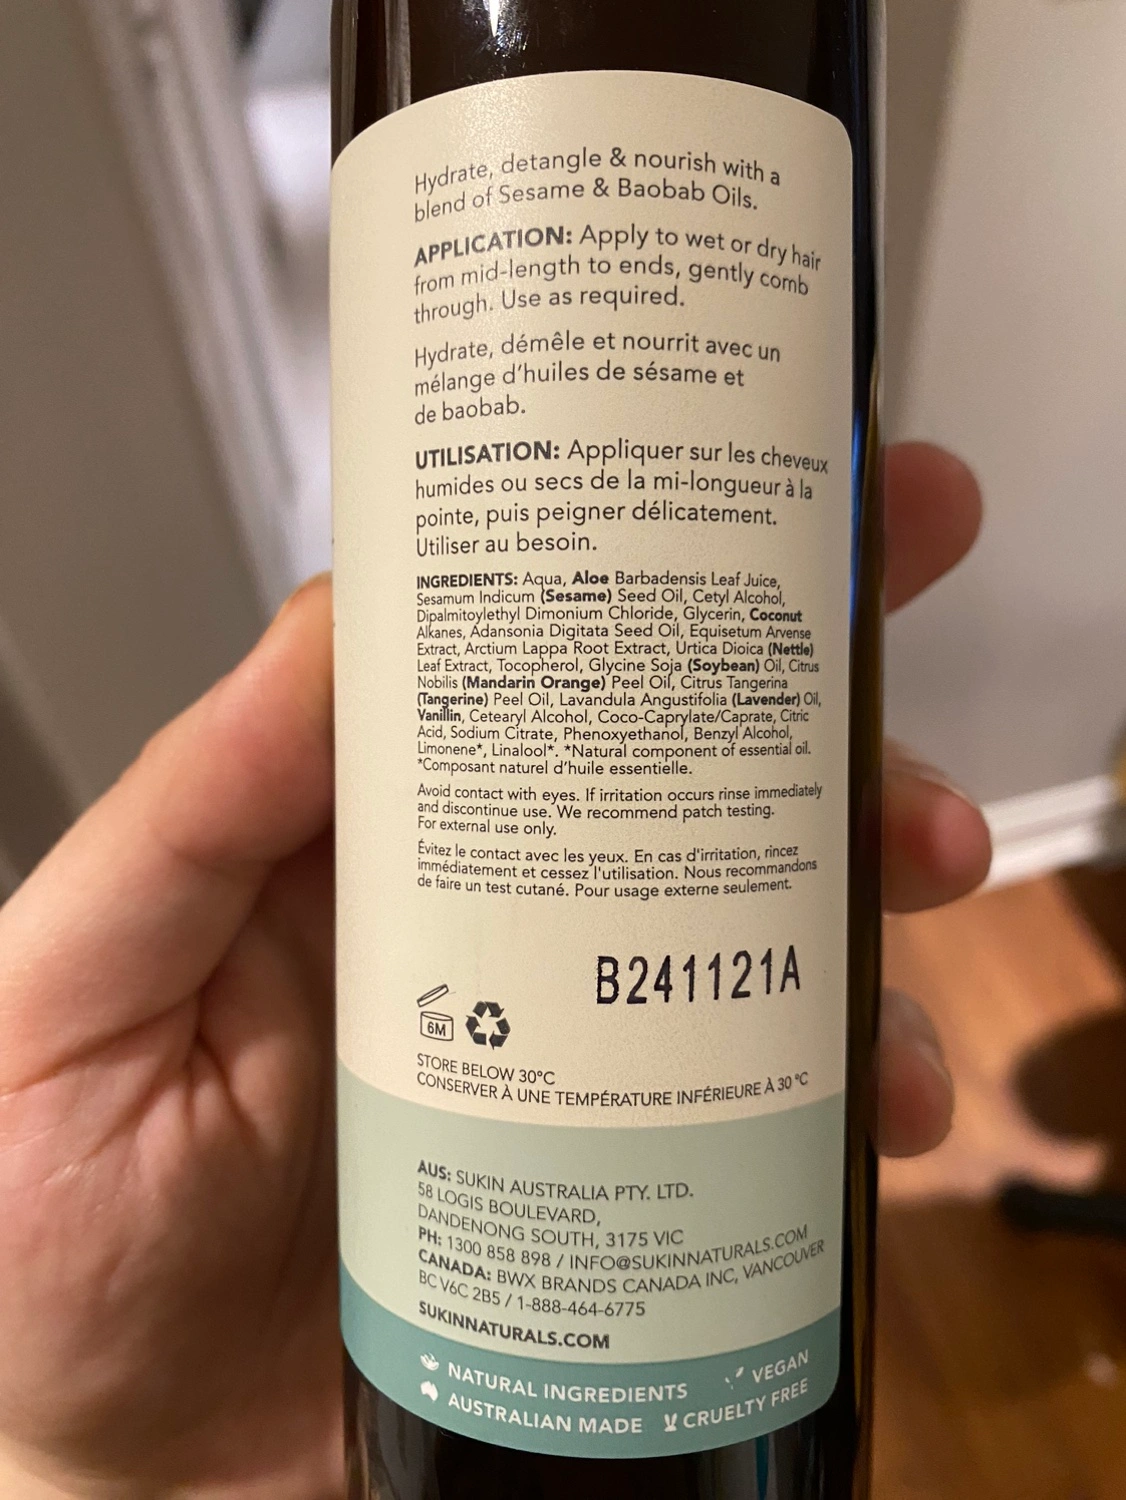 Hydrate, detangle & nourish with a
blend of Sesame & Baobab Oils.
APPLICATION: Apply to wet or dry hair
from mid-length to ends, gently comb
through. Use as required.
Hydrate, démêle et nourrit avec un
mélange d'huiles de sésame et
de baobab.
UTILISATION: Appliquer sur les cheveux
humides ou secs de la mi-longueur à la
pointe, puis peigner délicatement.
Utiliser au besoin.
INGREDIENTS: Aqua, Aloe Barbadensis Leaf Juice,
Sesamum Indicum (Sesame) Seed Oil, Cetyl Alcohol,
Dipalmitoylethyl Dimonium Chloride, Glycerin, Coconut
Alkanes, Adansonia Digitata Seed Oil, Equisetum Arvense
Extract, Arctium Lappa Root Extract, Urtica Dioica (Nettle)
Leaf Extract, Tocopherol, Glycine Soja (Soybean) Oil, Citrus
Nobilis (Mandarin Orange) Peel Oil, Citrus Tangerina
(Tangerine) Peel Oil, Lavandula Angustifolia (Lavender) Oil,
Vanillin, Cetearyl Alcohol, Coco-Caprylate/Caprate, Citric
Acid, Sodium Citrate, Phenoxyethanol, Benzyl Alcohol,
Limonene*, Linalool*. *Natural component of essential oil.
*Composant naturel d'huile essentielle.
Avoid contact with eyes. If irritation occurs rinse immediately
and discontinue use. We recommend patch testing.
For external use only.
Évitez le contact avec les yeux. En cas d'irritation, rincez
immédiatement et cessez l'utilisation. Nous recommandons
de faire un test cutané. Pour usage externe seulement.
B241121A
6M
STORE BELOW 30°C
CONSERVER À UNE TEMPÉRATURE INFÉRIEURE À 30 °C
AUS: SUKIN AUSTRALIA PTY. LTD.
58 LOGIS BOULEVARD,
DANDENONG SOUTH, 3175 VIC
PH: 1300 858 898 / INFO@SUKINNATURALS.COM
CANADA: BWX BRANDS CANADA INC, VANCOUVER
BC V6C 2B5 / 1-888-464-6775
SUKINNATURALS.COM
NATURAL INGREDIENTS VEGAN
AUSTRALIAN MADE CRUELTY FREE